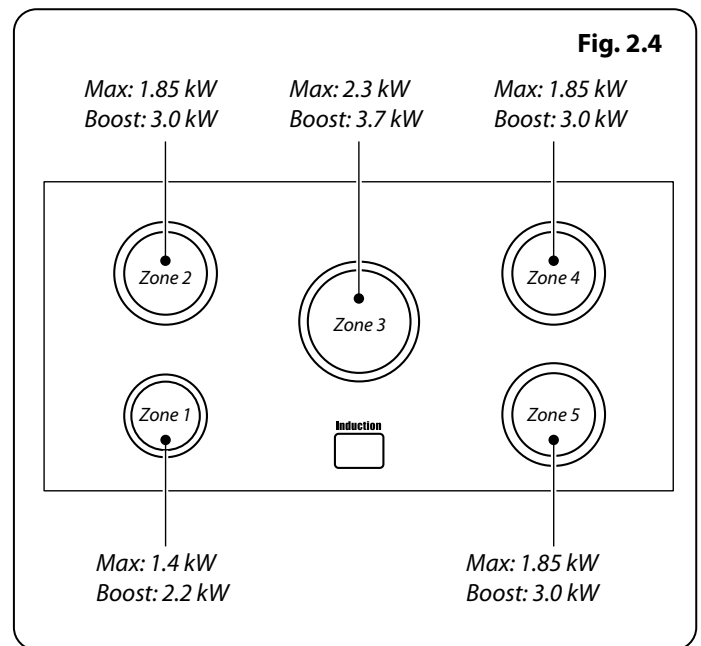 Fig. 2.4
Max: 1.85 kW
Boost: 3.0 kW
Max: 2.3 kW
Boost: 3.7 kW
Max: 1.85 kW
Boost: 3.0 kW
Zone 2
Zone 3
Zone 4
Zone 1
Induction
Zone 5
Max: 1.4 kW
Boost: 2.2 kW
Max: 1.85 kW
Boost: 3.0 kW